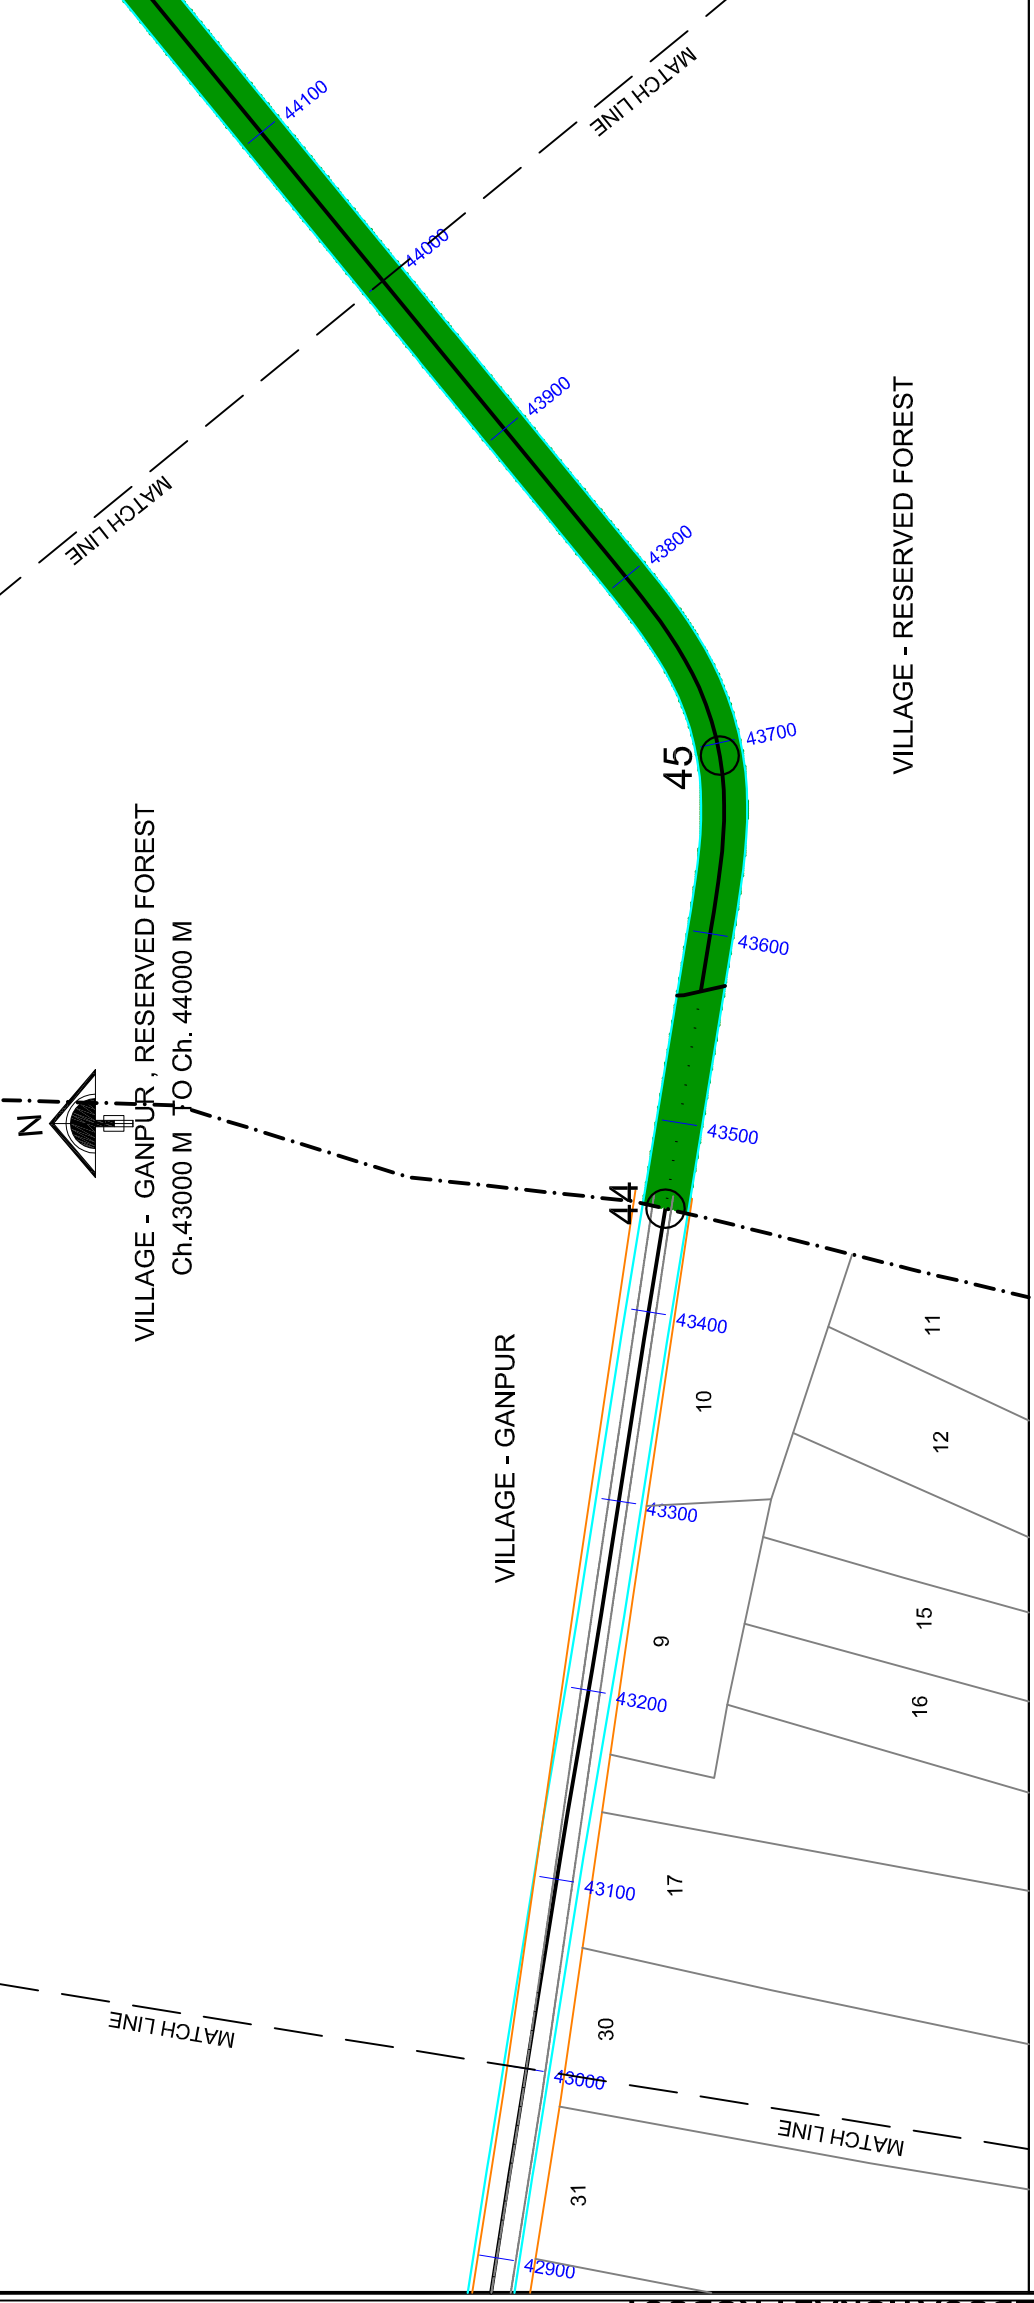 44100
MATCH LINE
44000
43900
MATCH LINE
43800
VILLAGE - RESERVED FOREST
43700
45
VILLAGE - GANPUR , RESERVED FOREST
Ch.43000 M TO Ch. 44000 M
N
43600
43500
44
43400
11
10
12
VILLAGE - GANPUR
43300
9
15
43200
16
43100
17
30
MATCH LINE
43000
MATCH LINE
31
42900